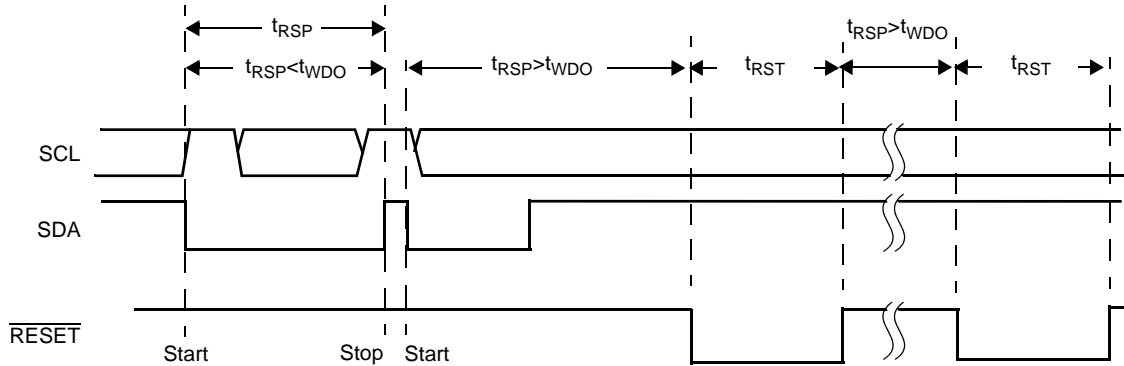 tRSP
tRSP<tWDO
tRSP>tWDO
tRST
tRSP>tWDO
tRST
SCL
SDA
RESET
Start
Stop
Start